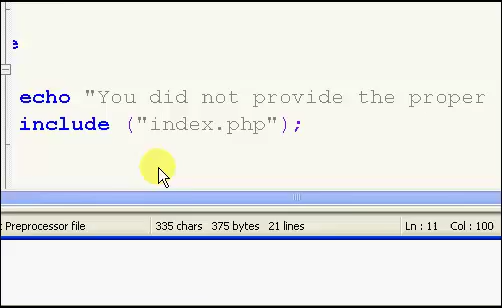 e
echo "You did not provide the proper
include ("index.php");
Preprocessor file 335 chars 375 bytes 21 lines Ln : 11 Col : 100